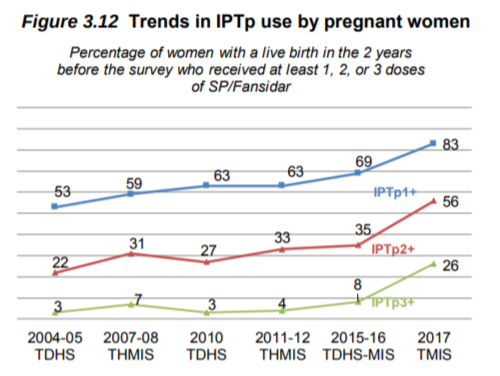 Figure 3.12 Trends in IPTp use by pregnant women
Percentage of women with a live birth in the 2 years
before the survey who received at least 1, 2, or 3 doses
of SP/Fansidar
53 59 63 63 69 83
IPTp1+
22 31 27 33 35 56
IPTp2+
3 7 3 4 8 26
IPTp3+
2004-05 2007-08 2010 2011-12 2015-16 2017
TDHS THMIS TDHS THMIS TDHS-MIS TMIS